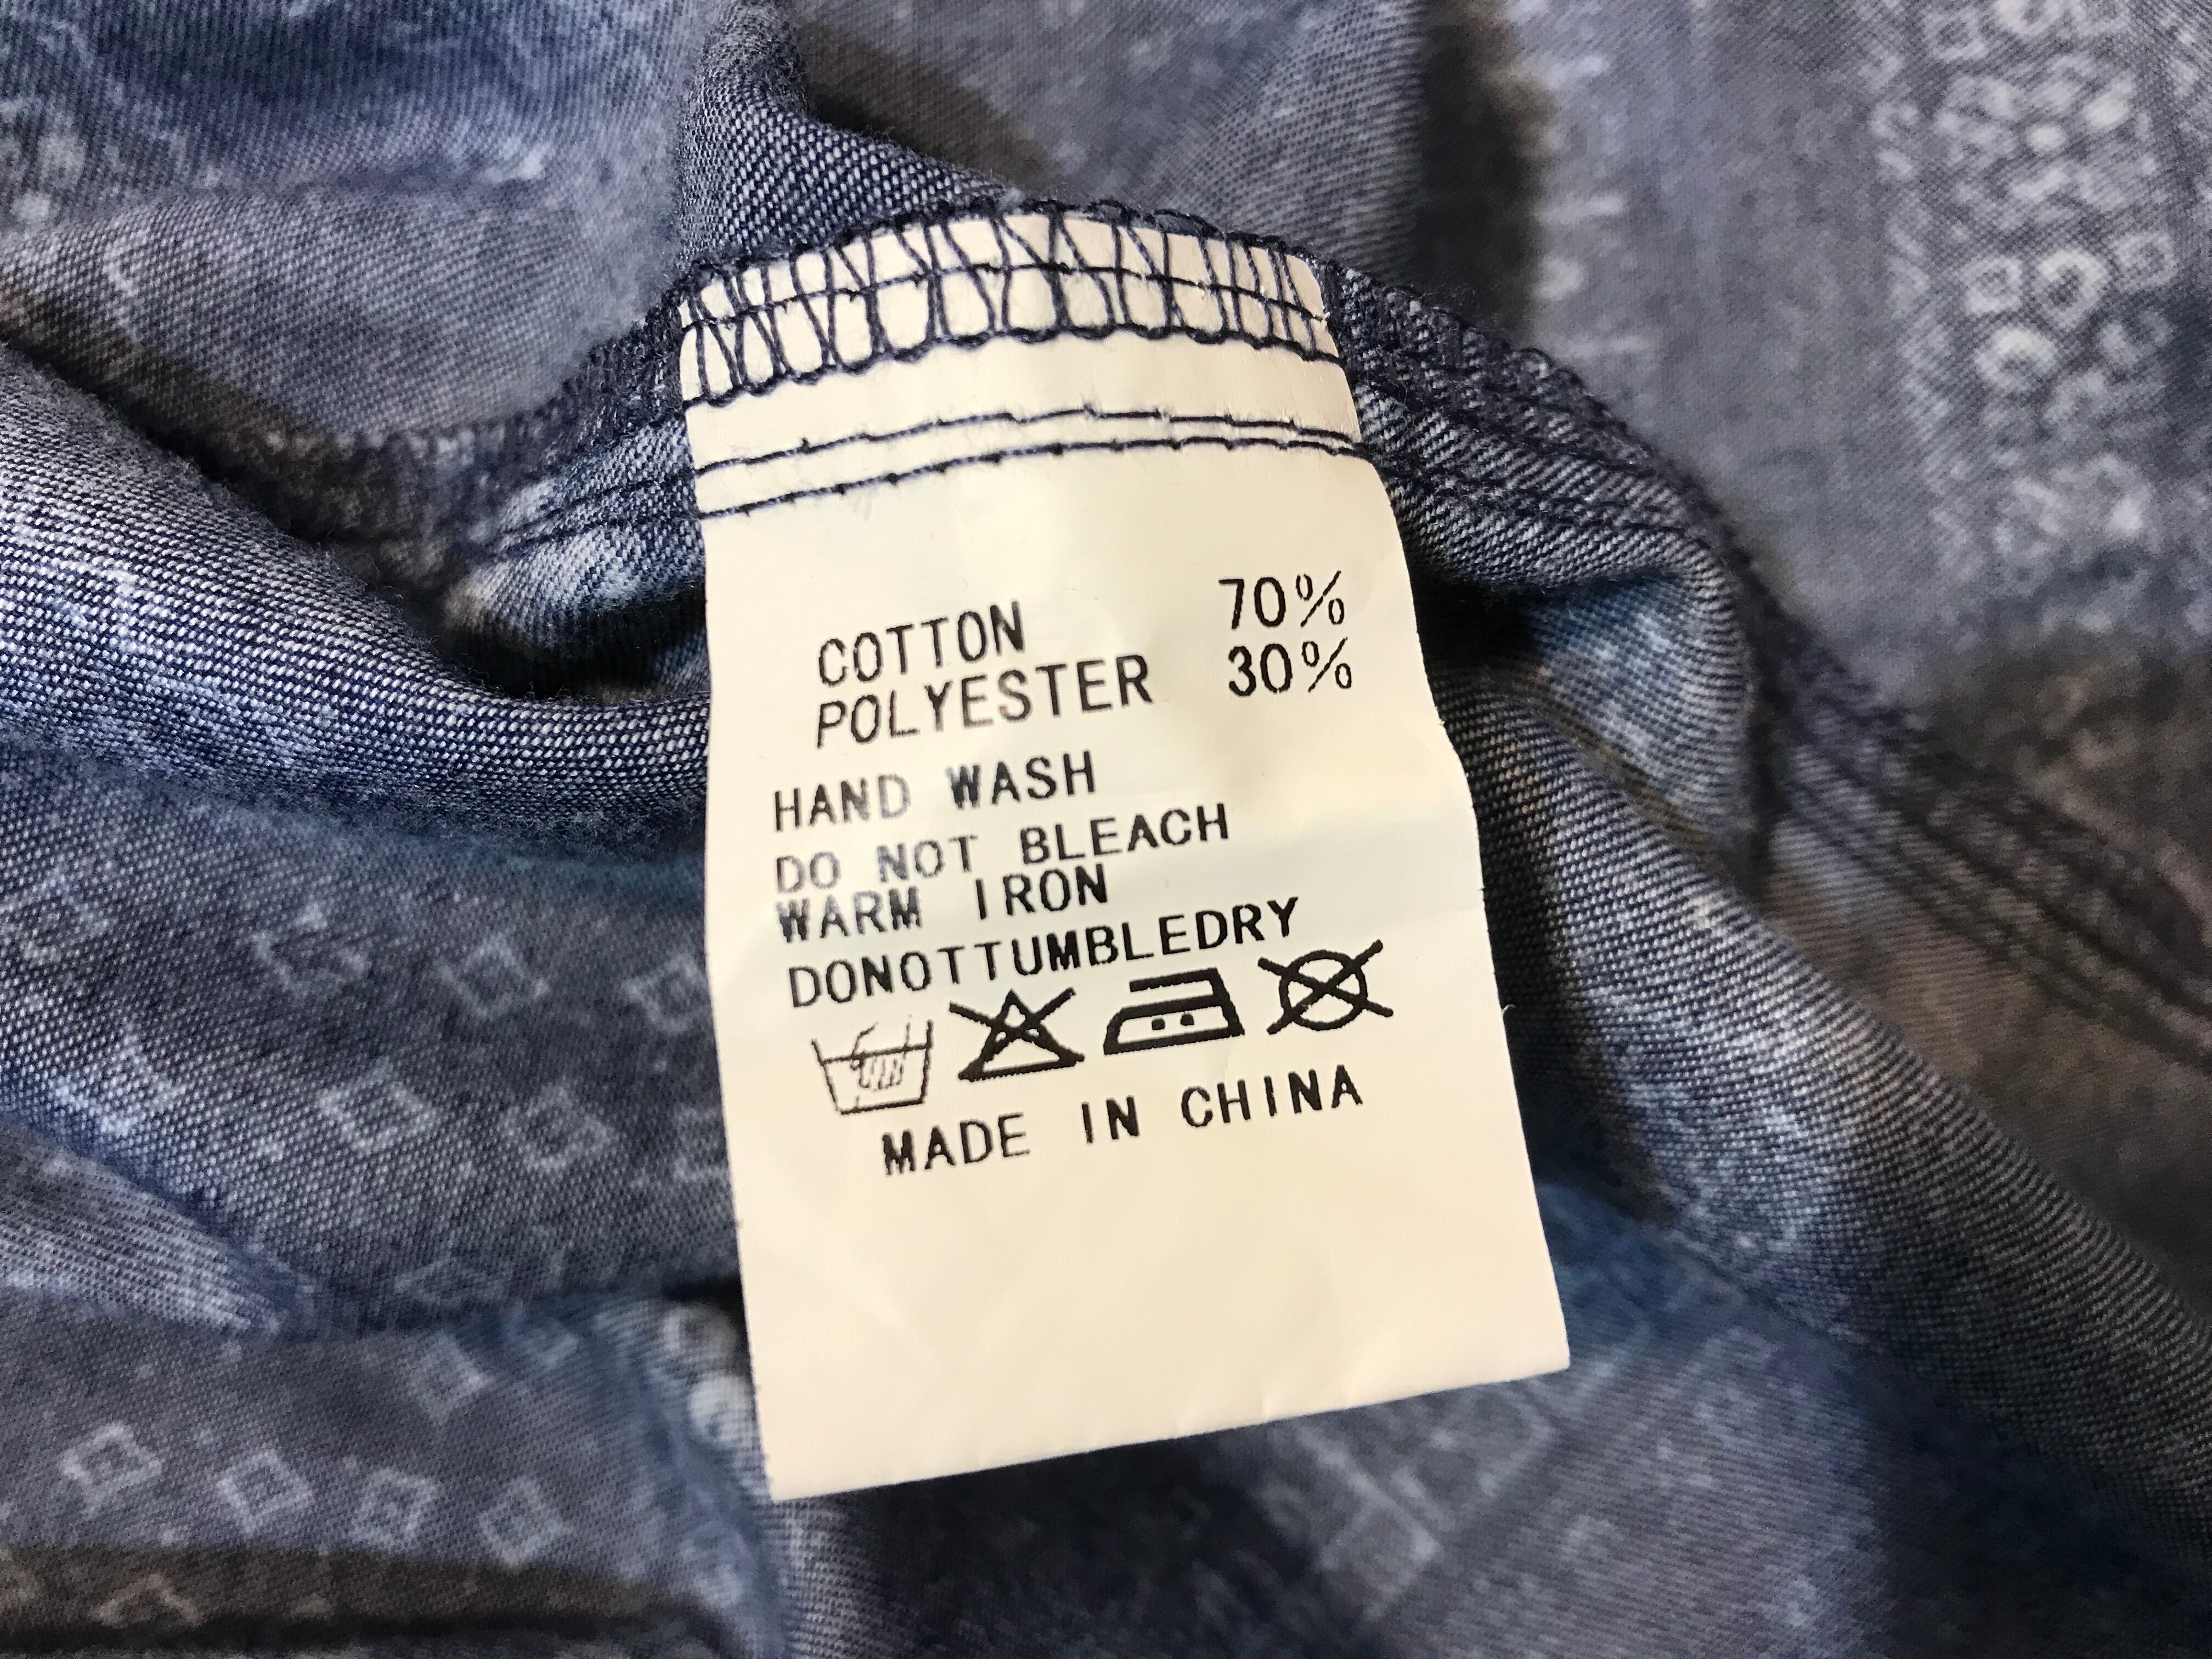 COTTON 70%
POLYESTER 30%
HAND WASH
DO NOT BLEACH
WARM IRON
DONOTTUMBLEDRY
MADE IN CHINA